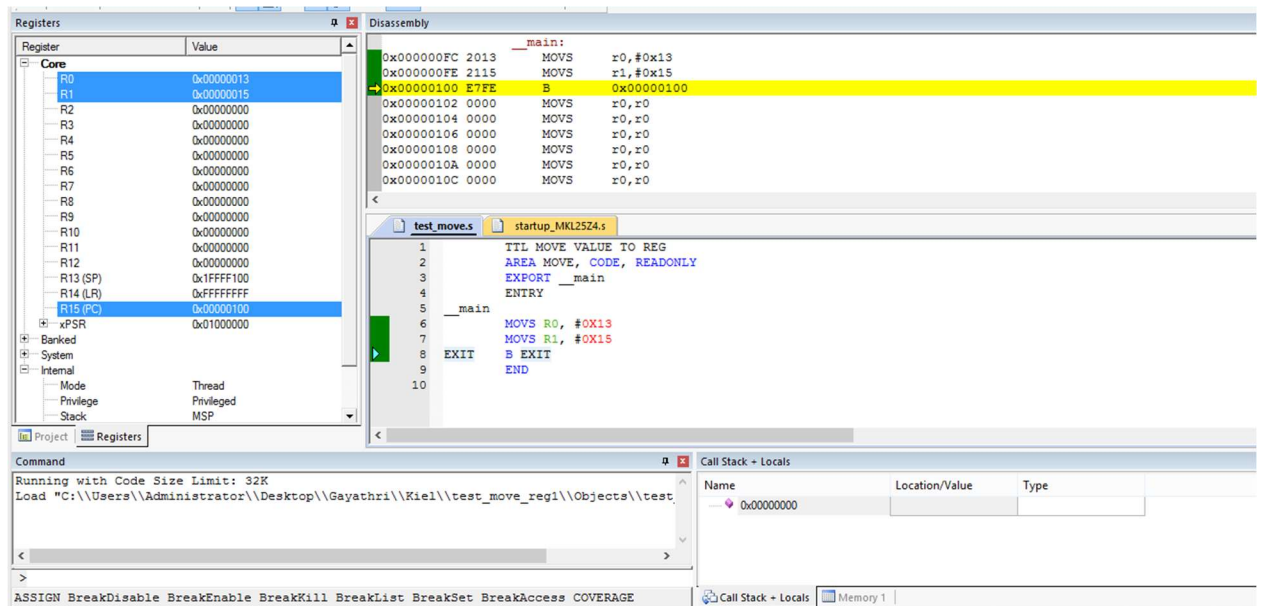 Registers
Register Value
Core
R0 0x00000013
R1 0x00000015
R2 0x00000000
R3 0x00000000
R4 0x00000000
R5 0x00000000
R6 0x00000000
R7 0x00000000
R8 0x00000000
R9 0x00000000
R10 0x00000000
R11 0x00000000
R12 0x00000000
R13 (SP) 0x1FFFF100
R14 (LR) 0xFFFFFFFF
R15 (PC) 0x00000100
xPSR 0x01000000
Banked
System
Internal
Mode Thread
Privilege Privileged
Stack MSP
Project Registers
Disassembly
__main:
0x000000FC 2013 MOVS r0,#0x13
0x000000FE 2115 MOVS r1,#0x15
0x00000100 E7FE B 0x00000100
0x00000102 0000 MOVS r0,r0
0x00000104 0000 MOVS r0,r0
0x00000106 0000 MOVS r0,r0
0x00000108 0000 MOVS r0,r0
0x0000010A 0000 MOVS r0,r0
0x0000010C 0000 MOVS r0,r0
test_move.s startup_MKL25Z4.s
1 TTL MOVE VALUE TO REG
2 AREA MOVE, CODE, READONLY
3 EXPORT __main
4 ENTRY
5 __main
6 MOVS R0, #0X13
7 MOVS R1, #0X15
8 EXIT B EXIT
9 END
10
Command
Running with Code Size Limit: 32K
Load "C:\\Users\\Administrator\\Desktop\\Gayathri\\Kiel\\test_move_reg1\\Objects\\test_
>
ASSIGN BreakDisable BreakEnable BreakKill BreakList BreakSet BreakAccess COVERAGE
Call Stack + Locals
Name Location/Value Type
0x00000000
Call Stack + Locals Memory 1